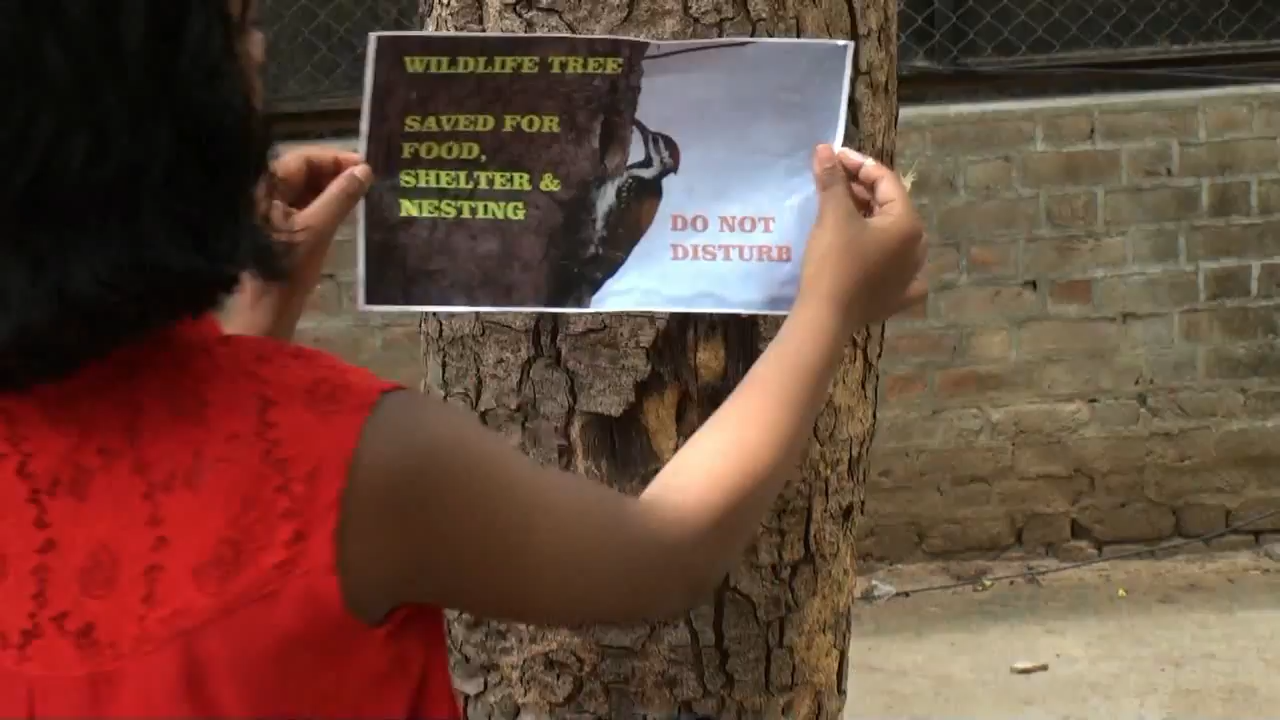 WILDLIFE TREE
SAVED FOR
FOOD,
SHELTER &
NESTING
DO NOT
DISTURB